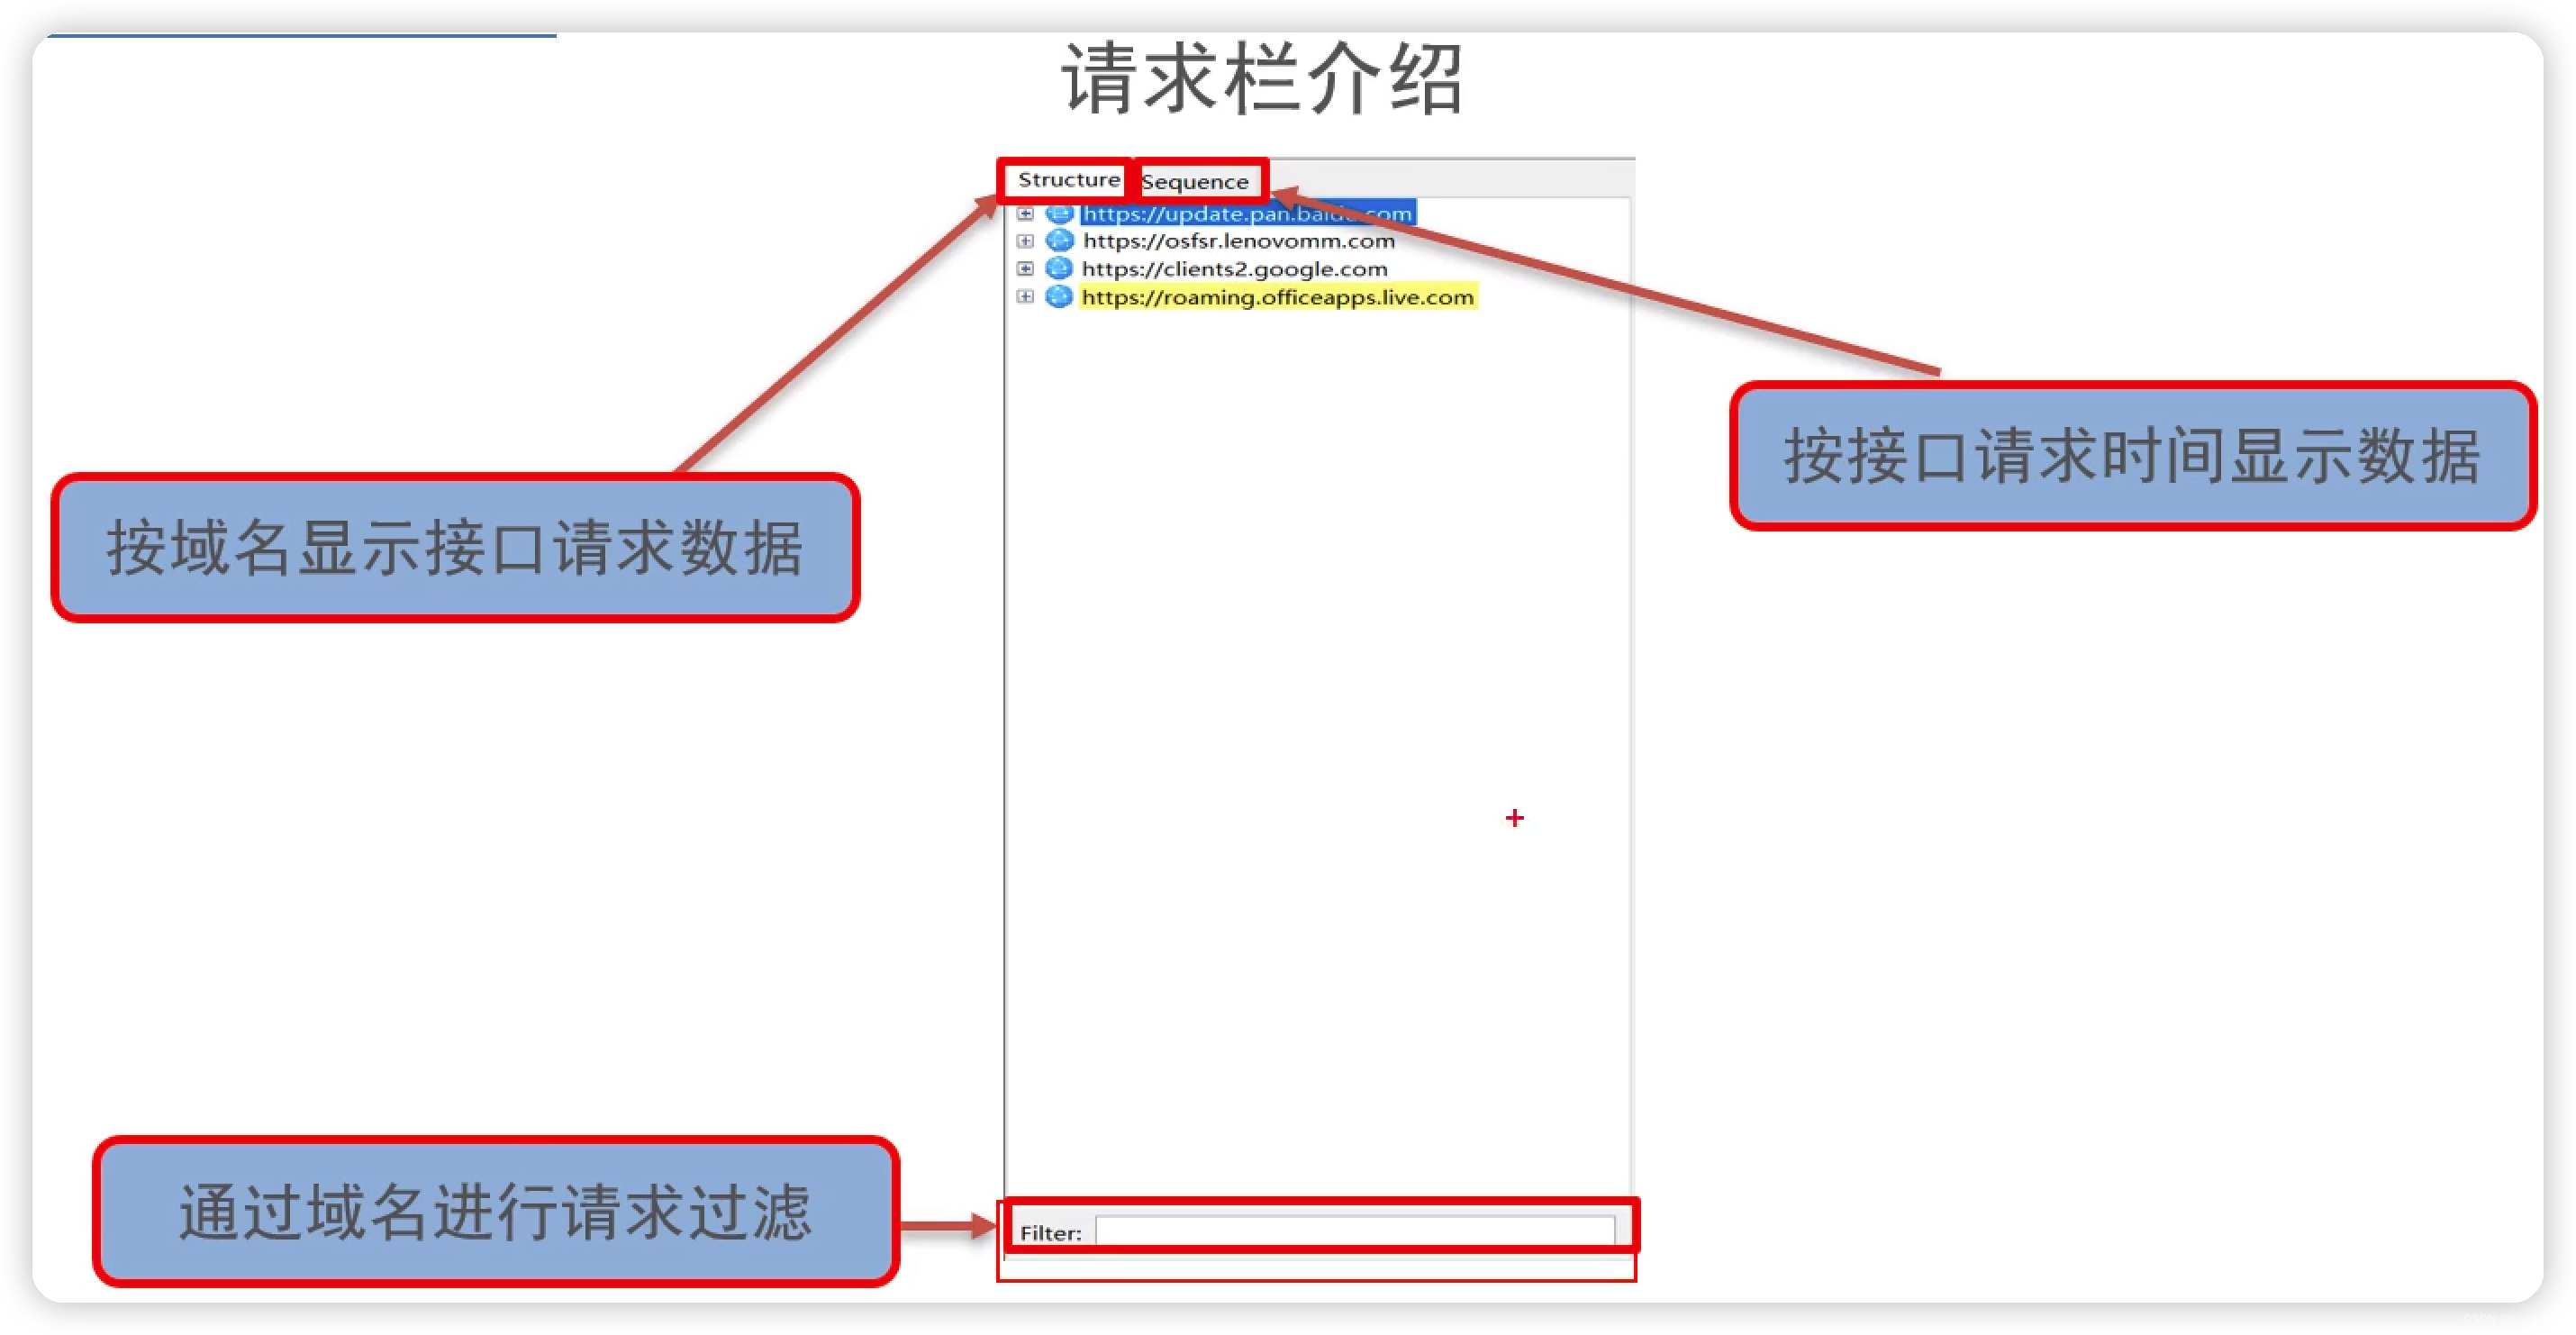 请求栏介绍
Structure Sequence
https://update.pan.baidu.com
https://osfsr.lenovomm.com
https://clients2.google.com
https://roaming.officeapps.live.com
按接口请求时间显示数据
按域名显示接口请求数据
通过域名进行请求过滤
Filter: